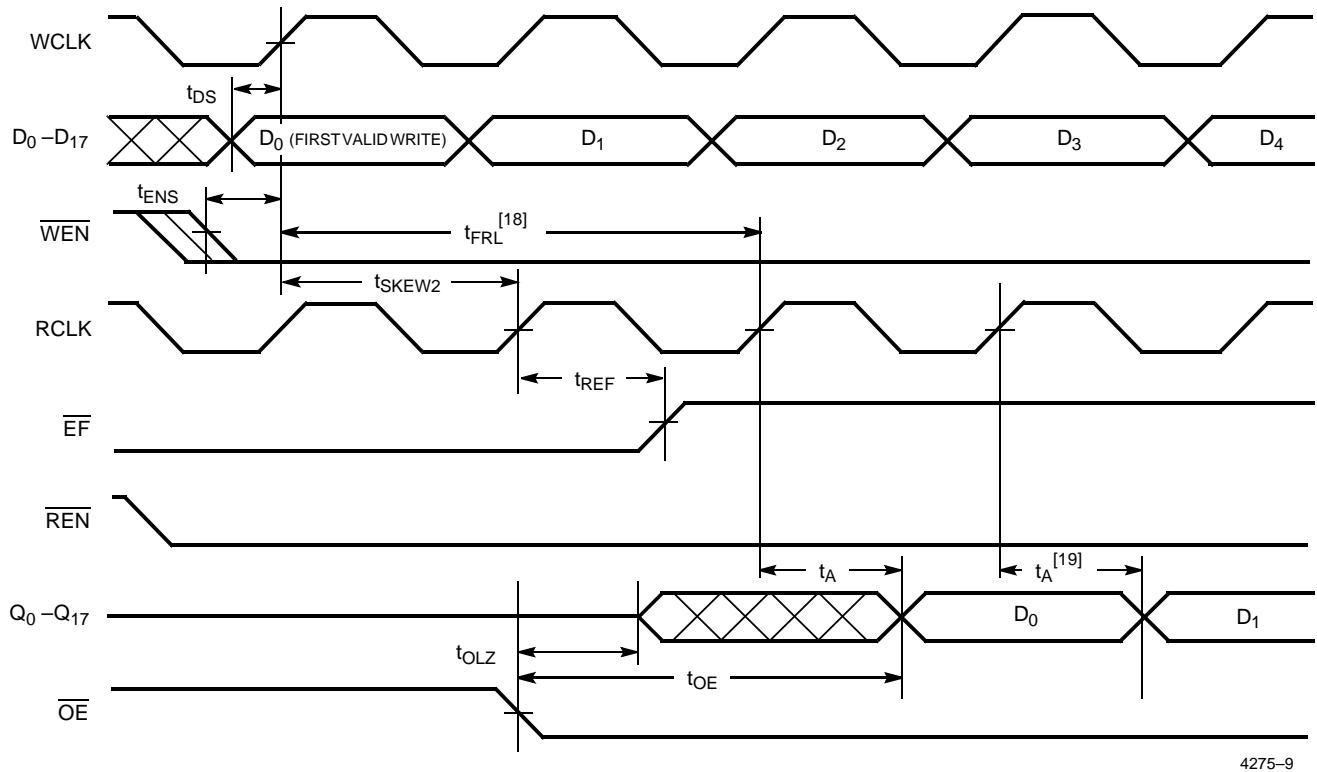 WCLK
tDS
D0 –D17
D0 (FIRST VALID WRITE)
D1
D2
D3
D4
tENS
WEN
tFRL[18]
tSKEW2
RCLK
tREF
EF
REN
tA
tA[19]
Q0 –Q17
D0
D1
tOLZ
tOE
OE
4275–9